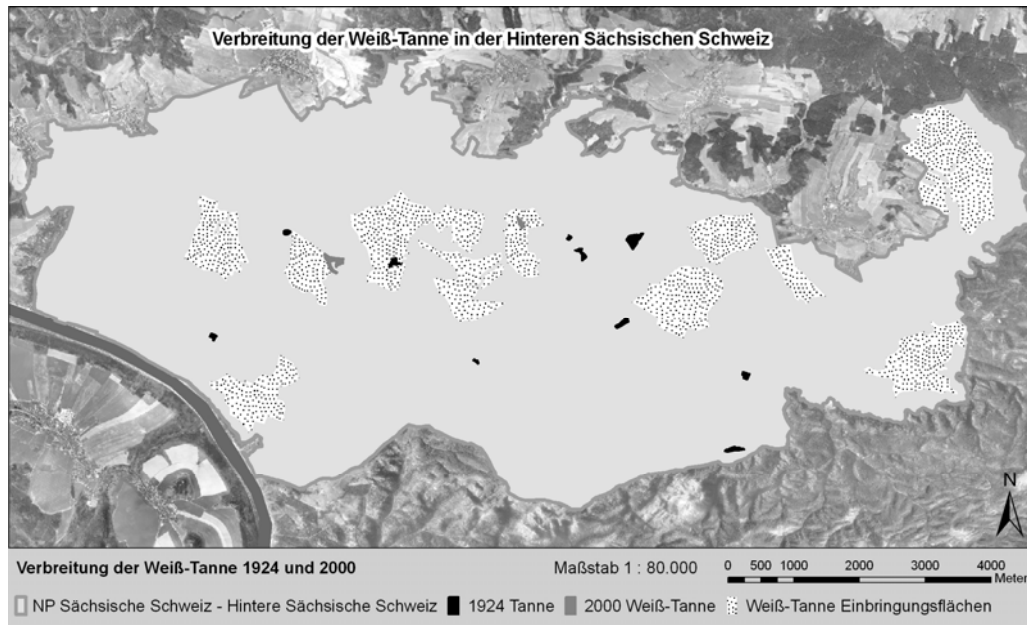 Verbreitung der Weiß-Tanne in der Hinteren Sächsischen Schweiz
N
Verbreitung der Weiß-Tanne 1924 und 2000
Maßstab 1 : 80.000
0 500 1000 2000 3000 4000
Meter
NP Sächsische Schweiz - Hintere Sächsische Schweiz 1924 Tanne 2000 Weiß-Tanne Weiß-Tanne Einbringungsflächen